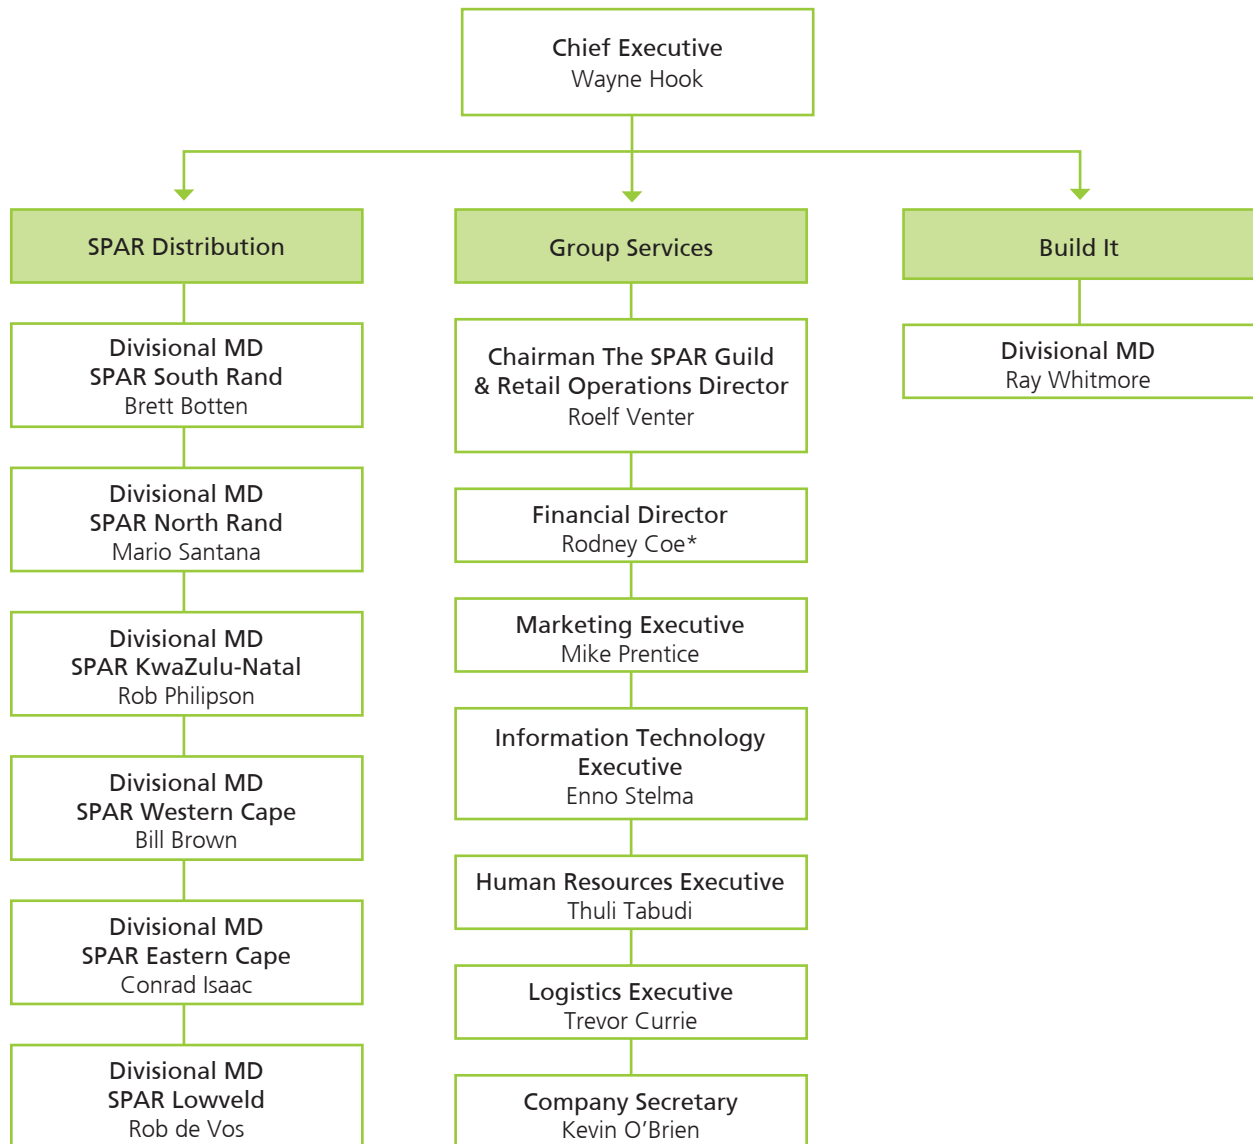 Chief Executive
Wayne Hook
SPAR Distribution
Divisional MD
SPAR South Rand
Brett Botten
Divisional MD
SPAR North Rand
Mario Santana
Divisional MD
SPAR KwaZulu-Natal
Rob Philipson
Divisional MD
SPAR Western Cape
Bill Brown
Divisional MD
SPAR Eastern Cape
Conrad Isaac
Divisional MD
SPAR Lowveld
Rob de Vos
Group Services
Chairman The SPAR Guild
& Retail Operations Director
Roelf Venter
Financial Director
Rodney Coe*
Marketing Executive
Mike Prentice
Information Technology
Executive
Enno Stelma
Human Resources Executive
Thuli Tabudi
Logistics Executive
Trevor Currie
Company Secretary
Kevin O’Brien
Build It
Divisional MD
Ray Whitmore